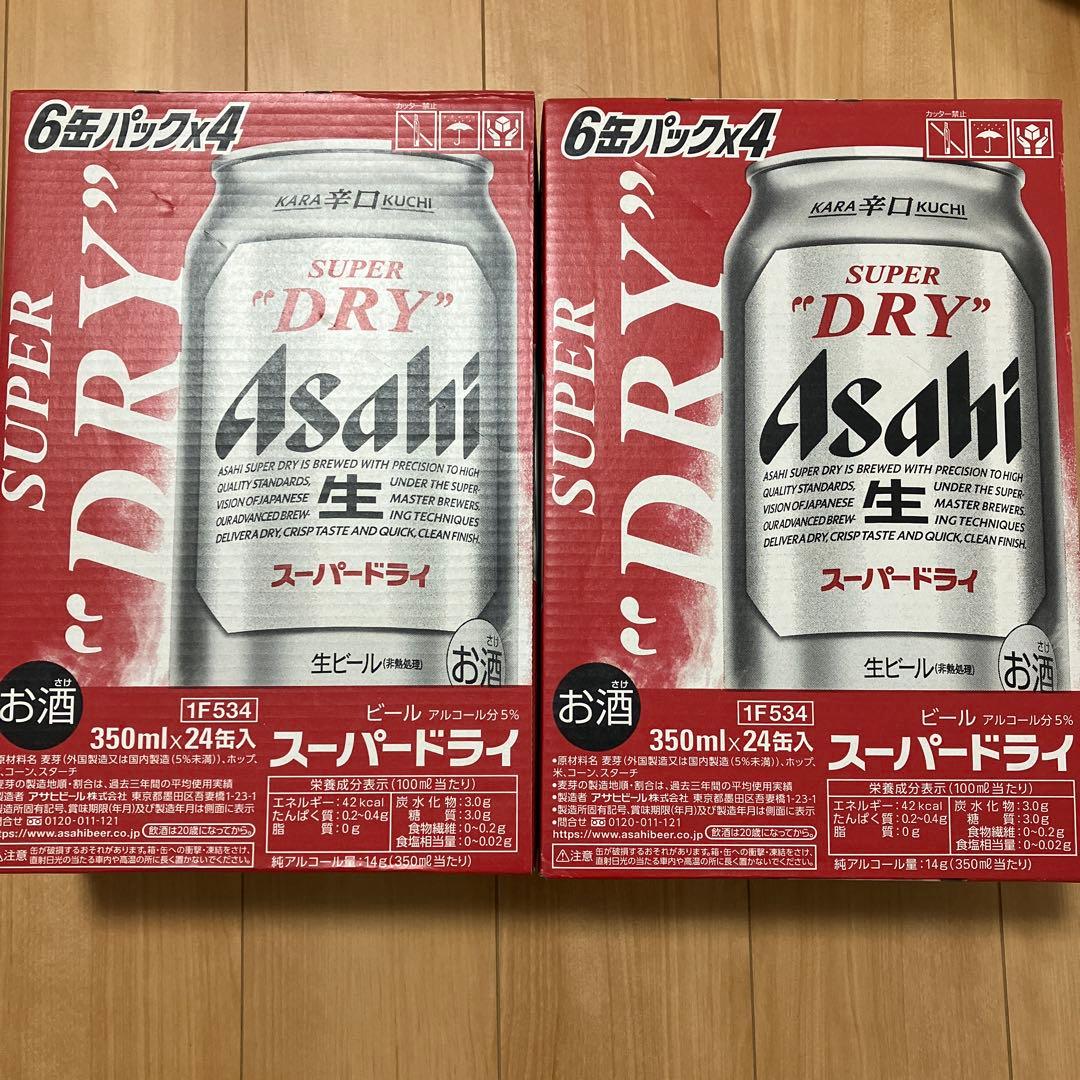 6缶パックx4
カッター禁止
SUPER
“DRY”
KARA 辛口 KUCHI
SUPER
“DRY”
Asahi
ASAHI SUPER DRY IS BREWED WITH PRECISION TO HIGH
QUALITY STANDARDS, UNDER THE SUPER-
VISION OF JAPANESE MASTER BREWERS.
OUR ADVANCED BREW- ING TECHNIQUES
DELIVER A DRY, CRISP TASTE AND QUICK, CLEAN FINISH.
生
スーパードライ
生ビール(非熱処理)
さけ
お酒
さけ
お酒
1F534
350ml×24缶入
ビール アルコール分5%
スーパードライ
原材料名 麦芽(外国製造又は国内製造(5%未満))、ホップ、
、コーン、スターチ
麦芽の製造地順・割合は、過去三年間の平均使用実績
製造者 アサヒビール株式会社 東京都墨田区吾妻橋1-23-1
製造所固有記号、賞味期限(年月)及び製造年月は側面に表示
問合せ 0120-011-121
https://www.asahibeer.co.jp 飲酒は20歳になってから。
注意 缶が破損するおそれがあります。箱・缶への衝撃・凍結をさけ、
直射日光の当たる車内や高温の所に長く置かないでください。
栄養成分表示(100ml当たり)
エネルギー:42kcal
たんぱく質:0.2~0.4g
脂質:0g
炭水化物:3.0g
糖質:3.0g
食物繊維:0~0.2g
食塩相当量:0~0.02g
純アルコール量:14g(350ml当たり)
6缶パックx4
カッター禁止
SUPER
“DRY”
KARA 辛口 KUCHI
SUPER
“DRY”
Asahi
ASAHI SUPER DRY IS BREWED WITH PRECISION TO HIGH
QUALITY STANDARDS, UNDER THE SUPER-
VISION OF JAPANESE MASTER BREWERS.
OUR ADVANCED BREW- ING TECHNIQUES
DELIVER A DRY, CRISP TASTE AND QUICK, CLEAN FINISH.
生
スーパードライ
生ビール(非熱処理)
さけ
お酒
さけ
お酒
1F534
350ml×24缶入
ビール アルコール分5%
スーパードライ
•原材料名 麦芽(外国製造又は国内製造(5%未満))、ホップ、
米、コーン、スターチ
•麦芽の製造地順・割合は、過去三年間の平均使用実績
•製造者 アサヒビール株式会社 東京都墨田区吾妻橋1-23-1
•製造所固有記号、賞味期限(年月)及び製造年月は側面に表示
•問合せ 0120-011-121
https://www.asahibeer.co.jp 飲酒は20歳になってから。
注意 缶が破損するおそれがあります。箱・缶への衝撃・凍結をさけ、
直射日光の当たる車内や高温の所に長く置かないでください。
栄養成分表示(100ml当たり)
エネルギー:42kcal
たんぱく質:0.2~0.4g
脂質:0g
炭水化物:3.0g
糖質:3.0g
食物繊維:0~0.2g
食塩相当量:0~0.02g
純アルコール量:14g(350ml当たり)